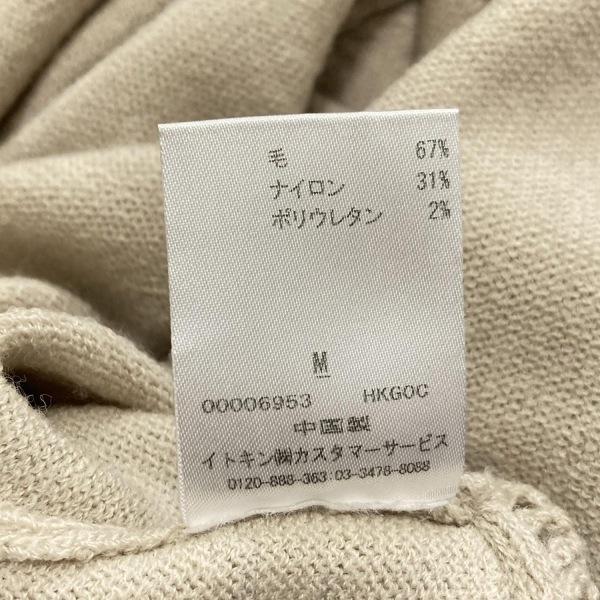 毛 67%
ナイロン 31%
ポリウレタン 2%
M
00006953 HKGOC
中国製
イトキン㈱カスタマーサービス
0120-888-363:03-3478-8088